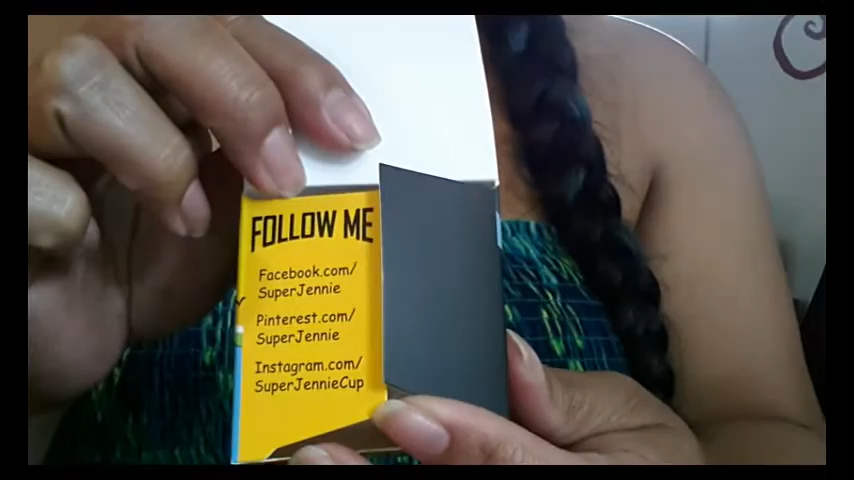 FOLLOW ME
Facebook.com/
SuperJennie
Pinterest.com/
SuperJennie
Instagram.com/
SuperJennieCup